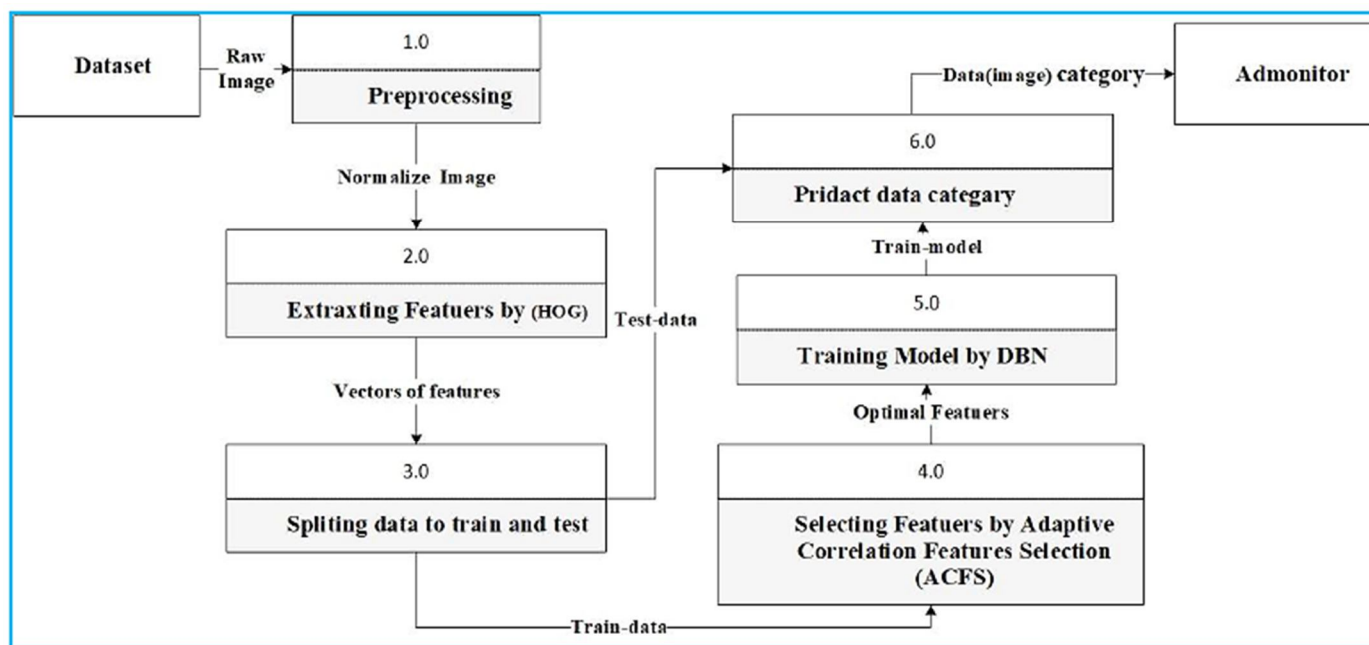 Dataset
Raw
Image
1.0
Preprocessing
Normalize Image
2.0
Extraxting Featuers by (HOG)
Vectors of features
3.0
Spliting data to train and test
Test-data
Train-data
4.0
Selecting Featuers by Adaptive
Correlation Features Selection
(ACFS)
Optimal Featuers
5.0
Training Model by DBN
Train-model
6.0
Pridact data categary
Data(image) category
Admonitor